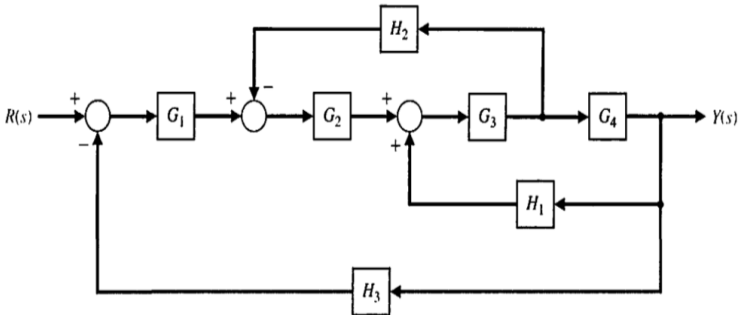 H₂
R(s) + − + − + + Y(s)
G₁ G₂ G₃ G₄
H₁
H₃